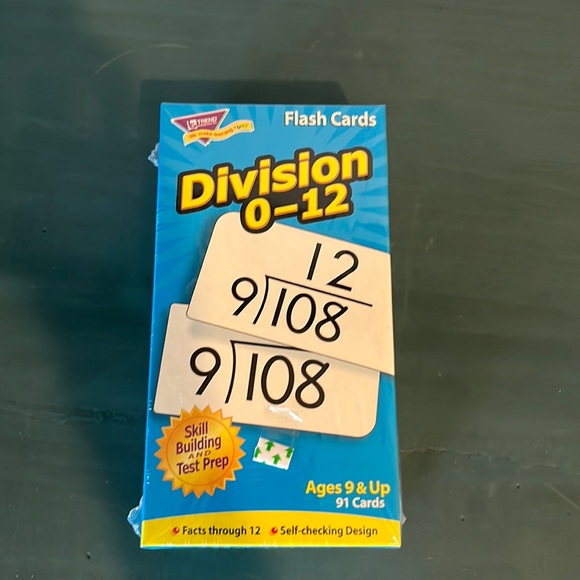 TREND
Flash Cards
Division
0–12
12
9)108
9)108
Skill
Building
AND
Test Prep
Ages 9 & Up
91 Cards
Facts through 12 Self-checking Design